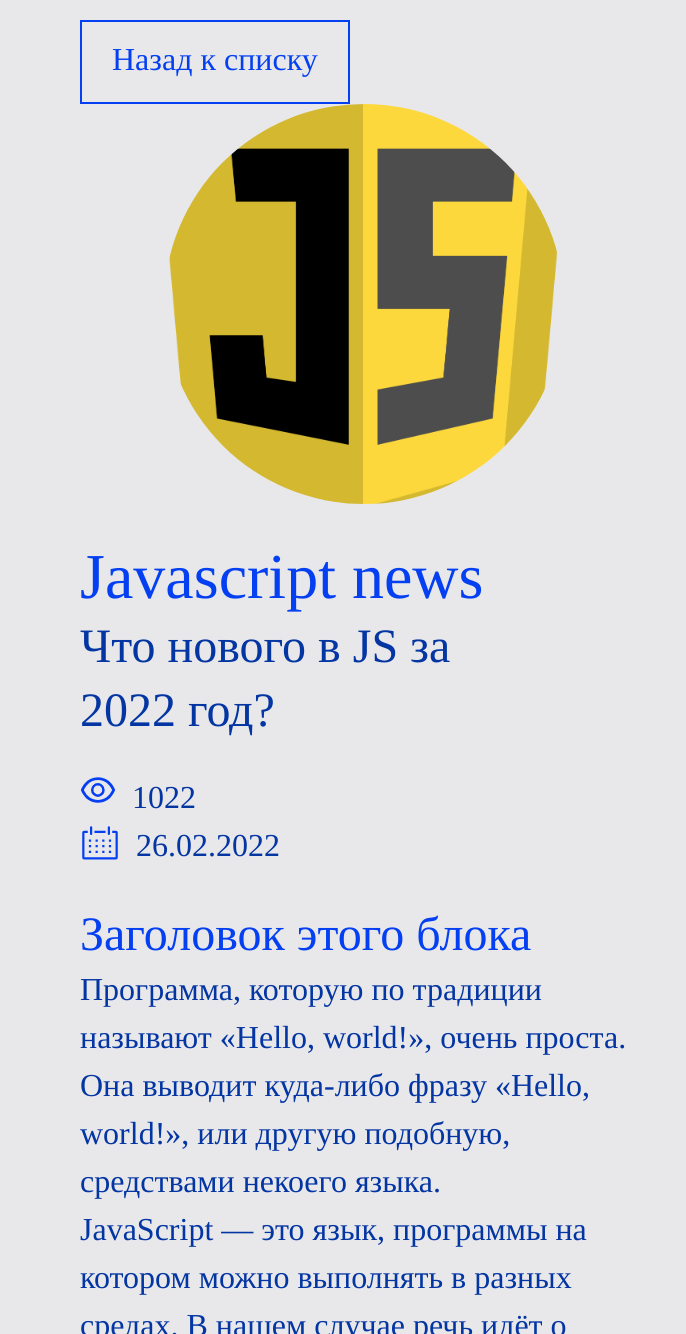 Назад к списку
JS
Javascript news
Что нового в JS за
2022 год?
1022
26.02.2022
Заголовок этого блока
Программа, которую по традиции
называют «Hello, world!», очень проста.
Она выводит куда-либо фразу «Hello,
world!», или другую подобную,
средствами некоего языка.
JavaScript — это язык, программы на
котором можно выполнять в разных
средах. В нашем случае речь идёт о